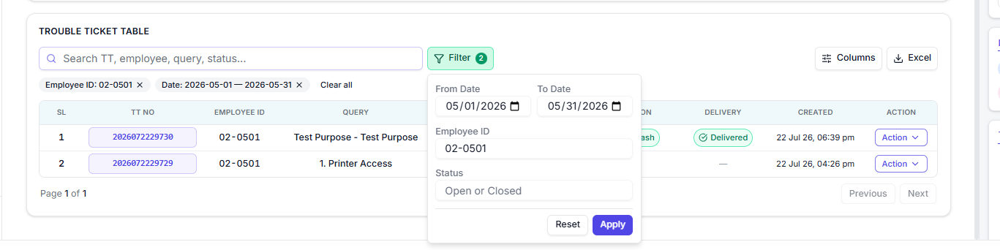 TROUBLE TICKET TABLE
Search TT, employee, query, status... Filter 2 Columns Excel
Employee ID: 02-0501 × Date: 2026-05-01 — 2026-05-31 × Clear all
From Date To Date
05/01/2026 05/31/2026
SL TT NO EMPLOYEE ID QUERY ON DELIVERY CREATED ACTION
Employee ID
1 2026072229730 02-0501 Test Purpose - Test Purpose ash Delivered 22 Jul 26, 06:39 pm Action
02-0501
2 2026072229729 02-0501 1. Printer Access — 22 Jul 26, 04:26 pm Action
Status
Open or Closed
Page 1 of 1 Previous Next
Reset Apply